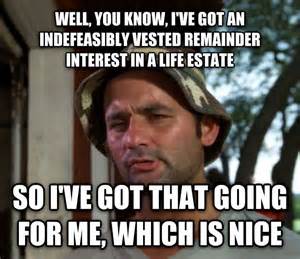 WELL, YOU KNOW, I'VE GOT AN
INDEFEASIBLY VESTED REMAINDER
INTEREST IN A LIFE ESTATE
SO I'VE GOT THAT GOING
FOR ME, WHICH IS NICE